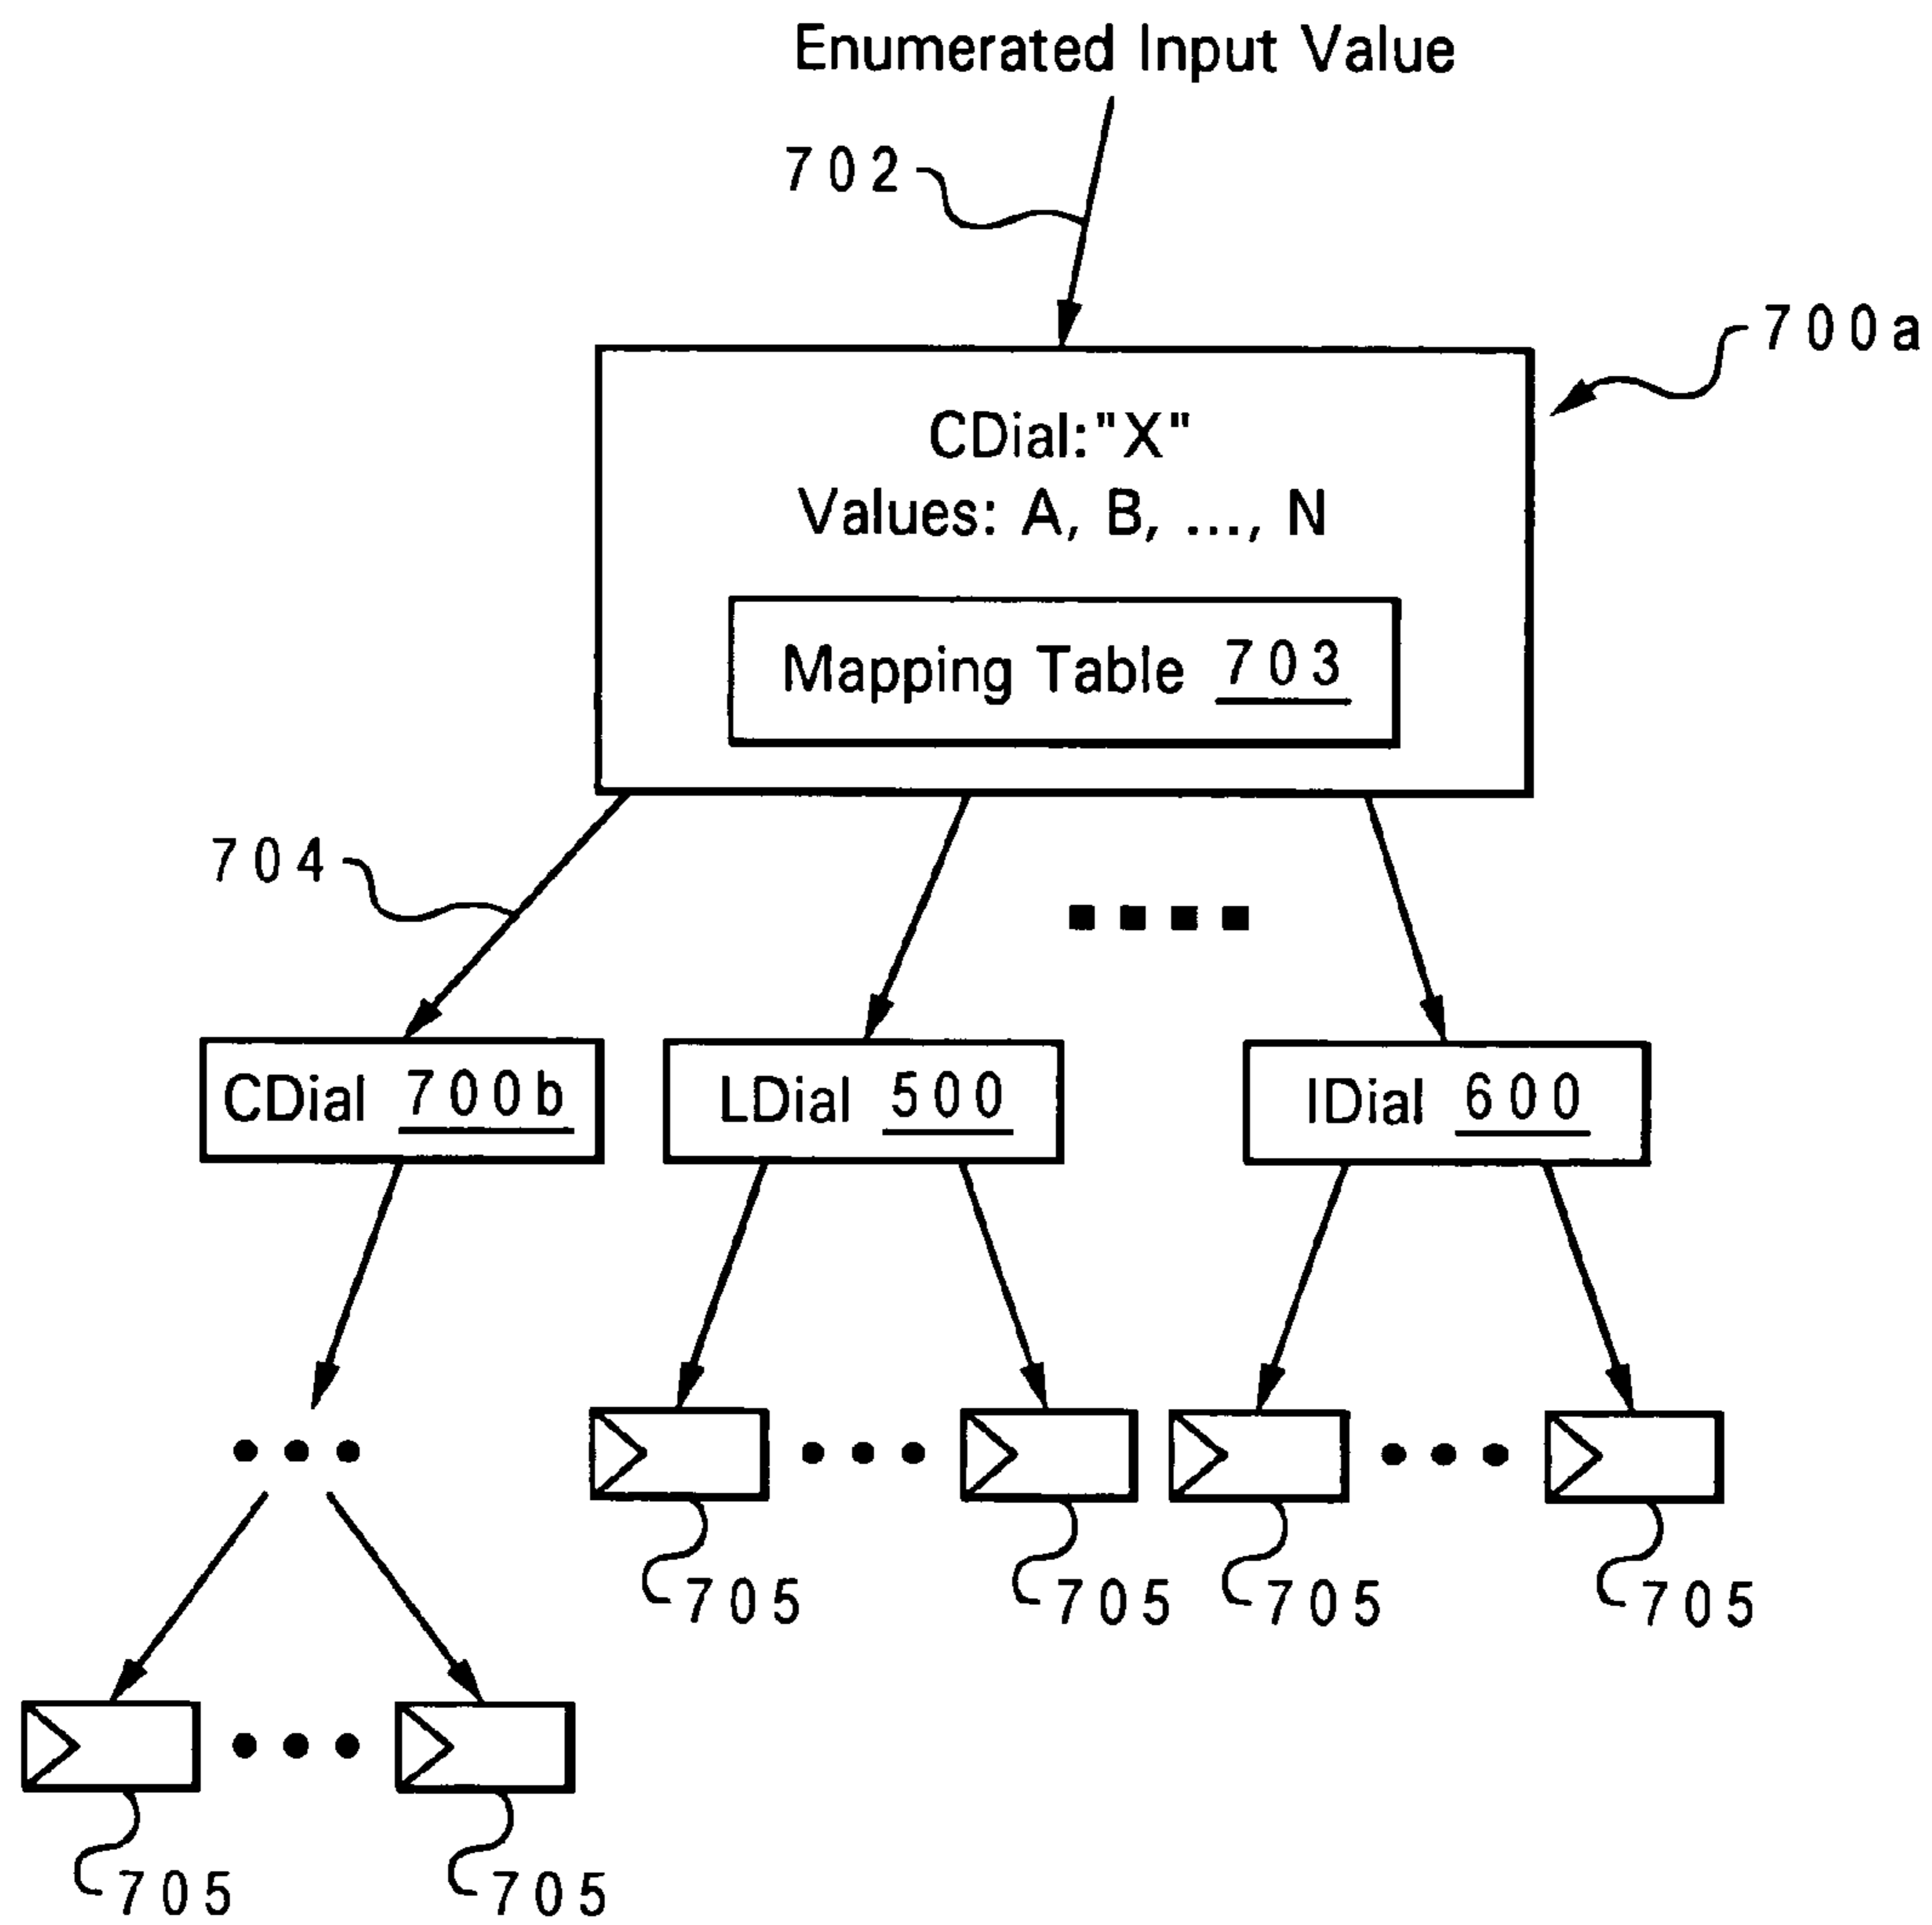 Enumerated Input Value
702
700a
CDial:"X"
Values: A, B, ..., N
Mapping Table 703
704
CDial 700b
LDial 500
IDial 600
705
705
705
705
705
705